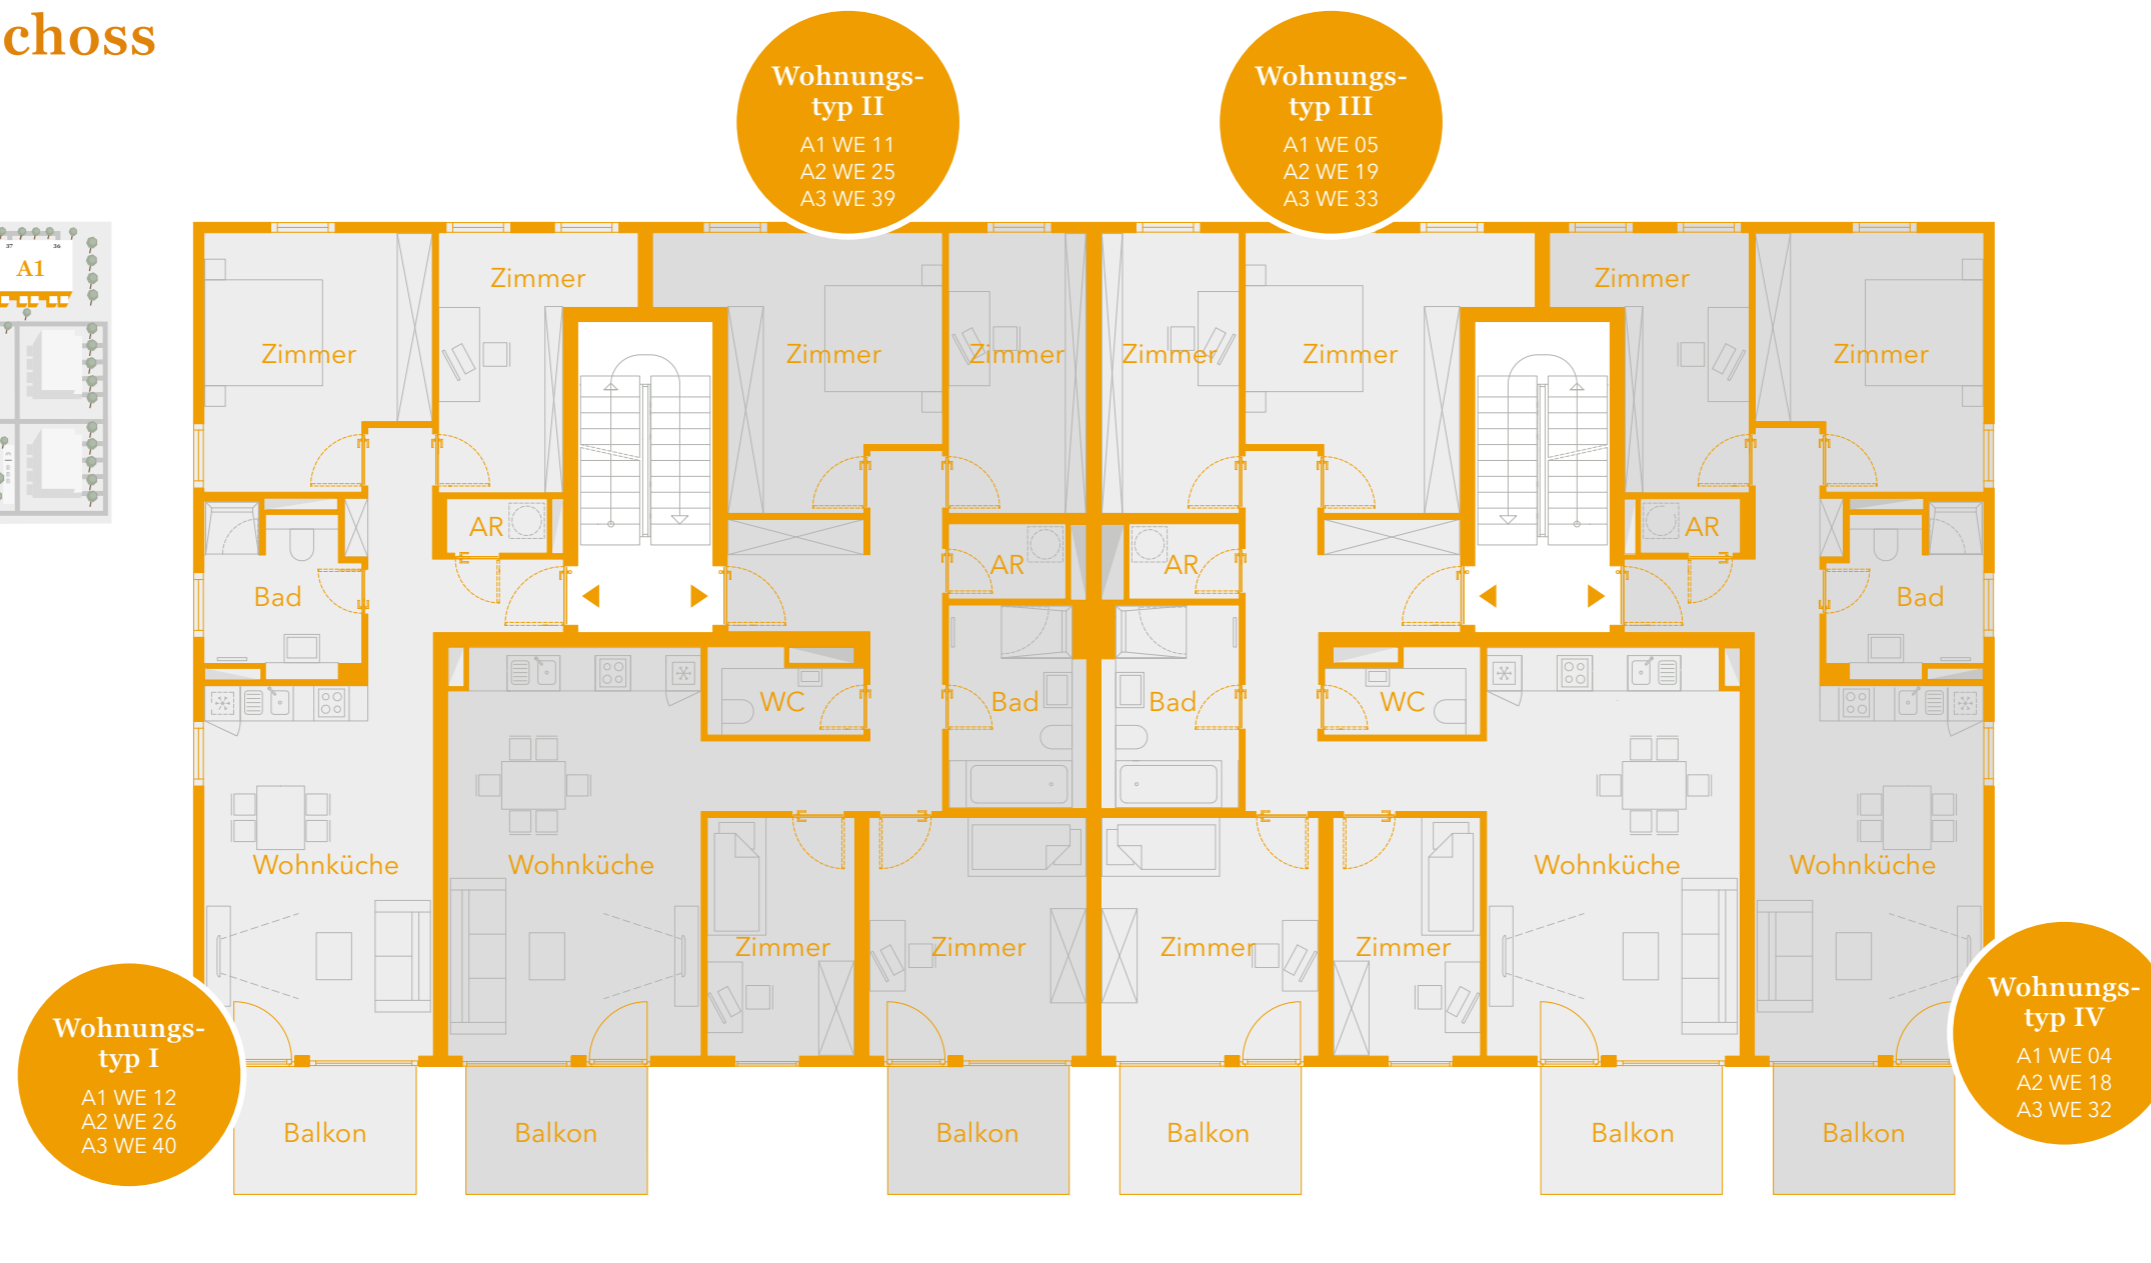 choss
Wohnungs-
typ II
A1 WE 11
A2 WE 25
A3 WE 39
Wohnungs-
typ III
A1 WE 05
A2 WE 19
A3 WE 33
37 36
A1
Zimmer
Zimmer
Zimmer
Zimmer
Zimmer
Zimmer
Zimmer
Zimmer
AR
AR
AR
AR
Bad
Bad
WC
Bad
Bad
WC
Wohnküche
Wohnküche
Wohnküche
Wohnküche
Zimmer
Zimmer
Zimmer
Zimmer
Wohnungs-
typ I
A1 WE 12
A2 WE 26
A3 WE 40
Wohnungs-
typ IV
A1 WE 04
A2 WE 18
A3 WE 32
Balkon
Balkon
Balkon
Balkon
Balkon
Balkon